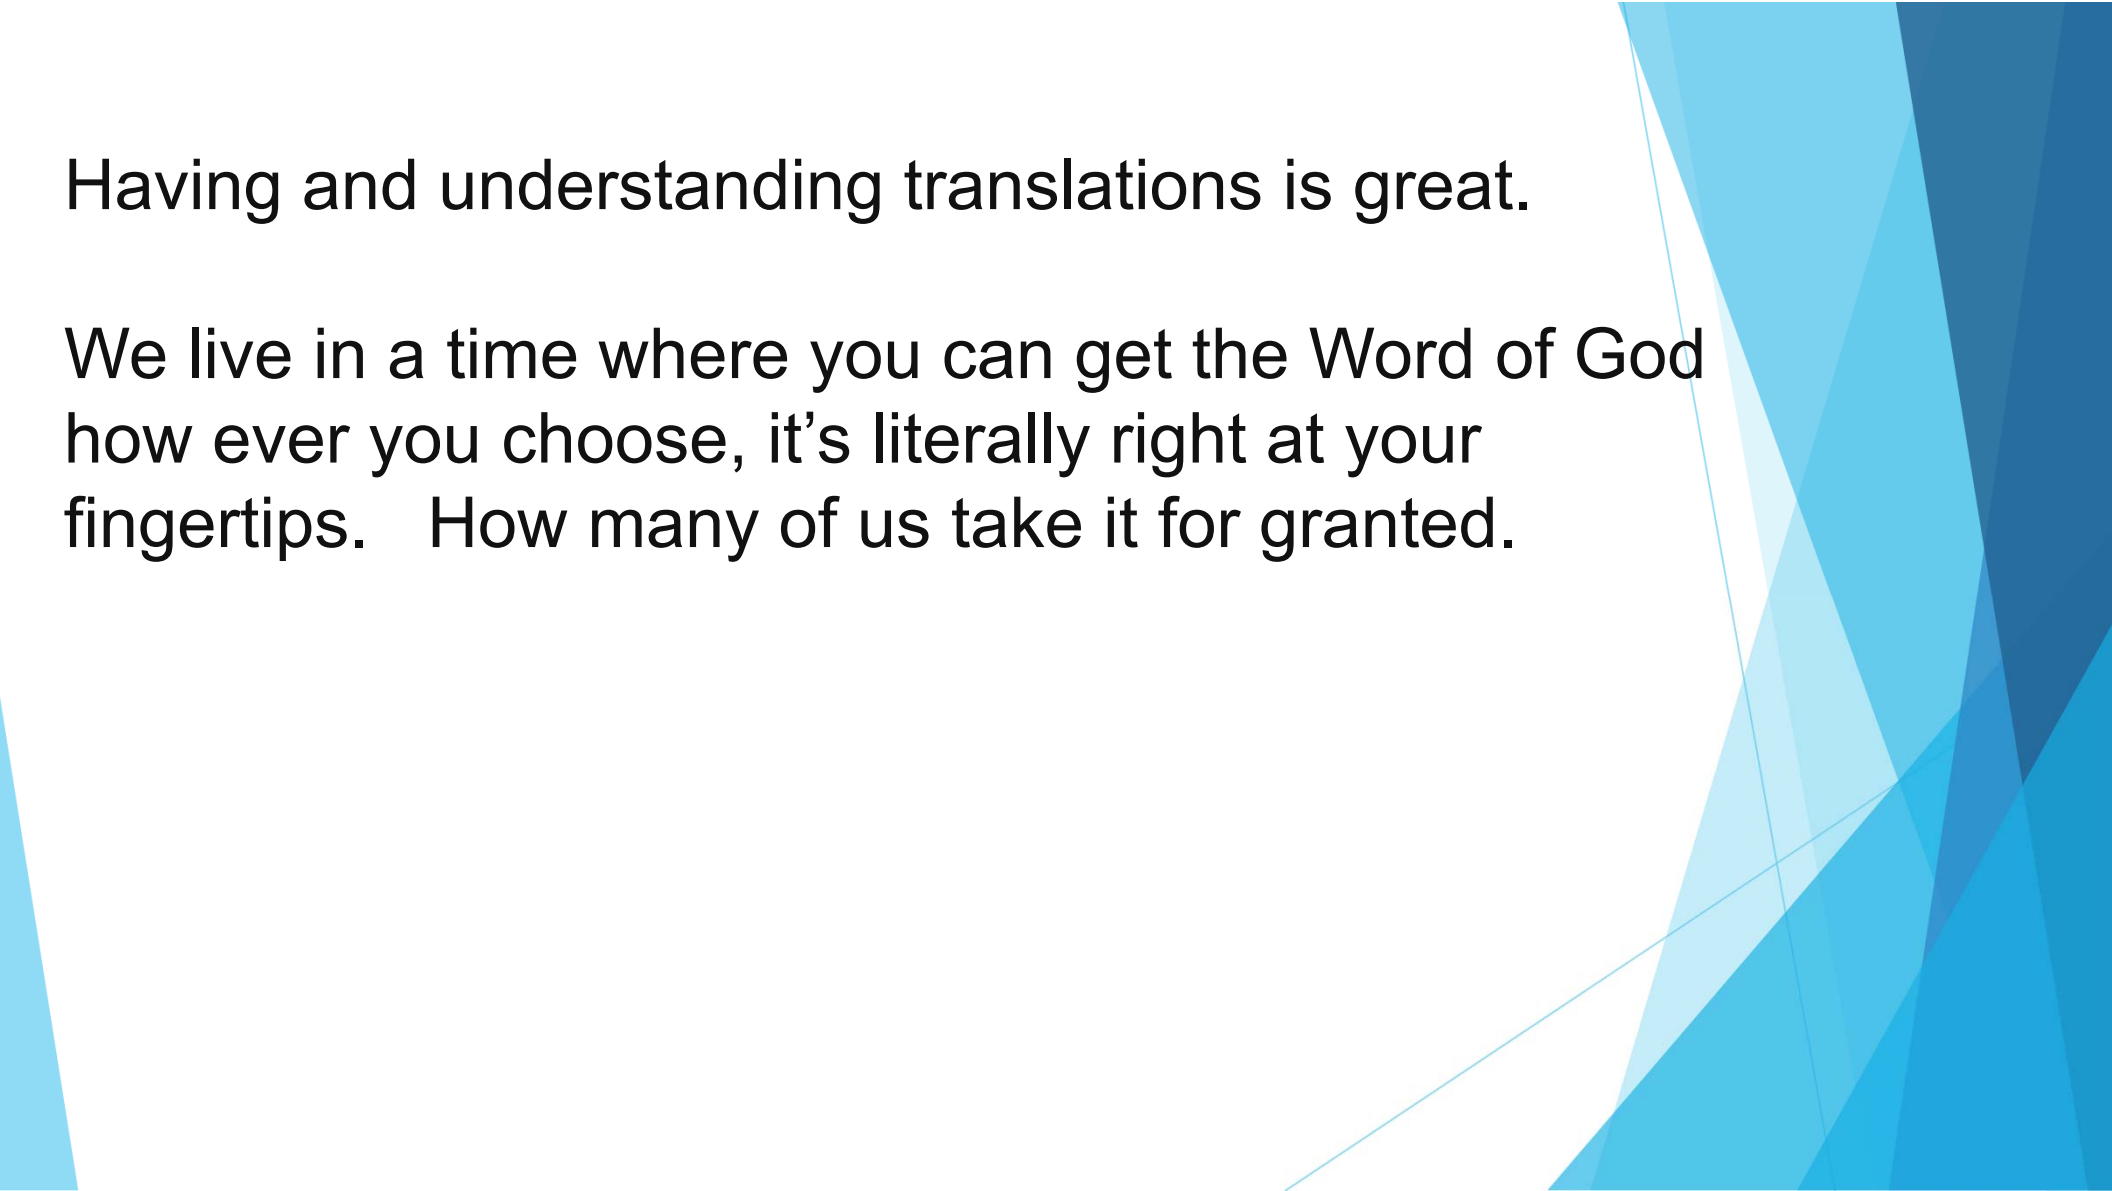 Having and understanding translations is great.
We live in a time where you can get the Word of God
how ever you choose, it’s literally right at your
fingertips.   How many of us take it for granted.